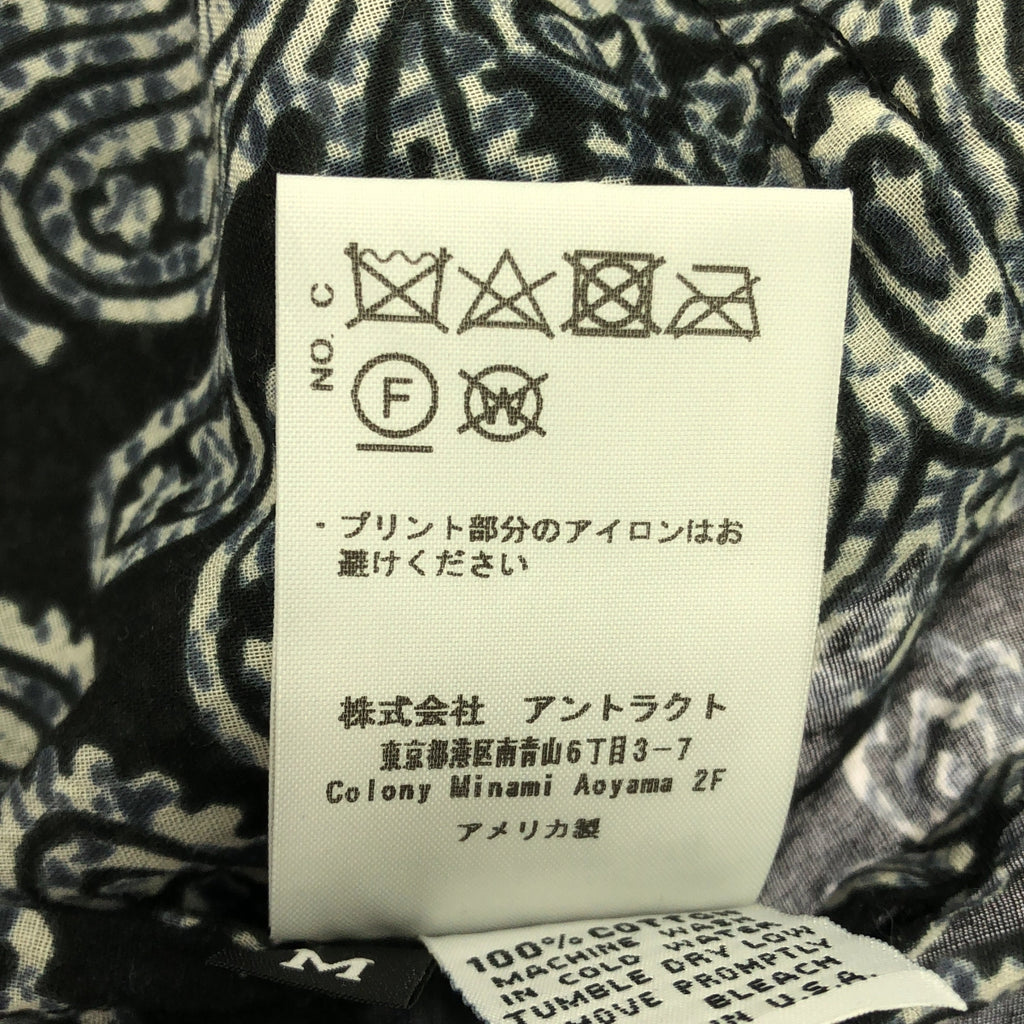 NO. C
F
W
・プリント部分のアイロンはお
避けください
株式会社 アントラクト
東京都港区南青山6丁目3-7
Colony Minami Aoyama 2F
アメリカ製
M
100% COTTON
MACHINE WASH
IN COLD WATER
TUMBLE DRY LOW
MOVE PROMPTLY
BLEACH
IN U.S.A.